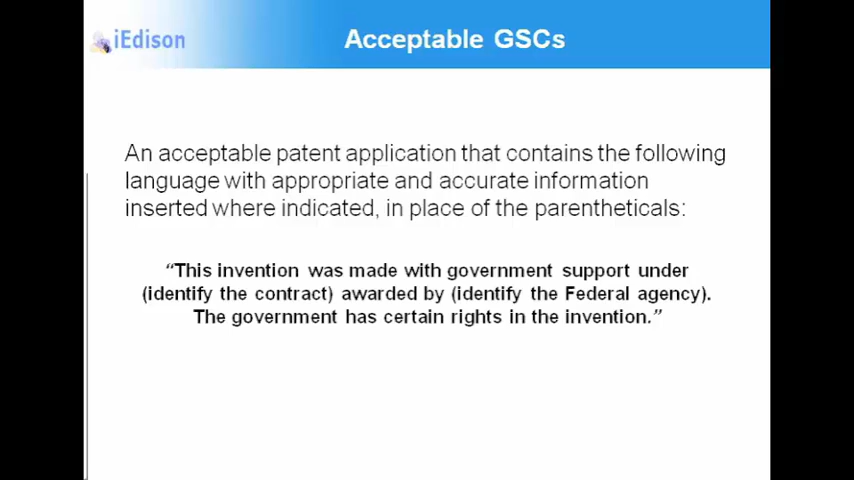 iEdison
Acceptable GSCs
An acceptable patent application that contains the following
language with appropriate and accurate information
inserted where indicated, in place of the parentheticals:
“This invention was made with government support under
(identify the contract) awarded by (identify the Federal agency).
The government has certain rights in the invention.”